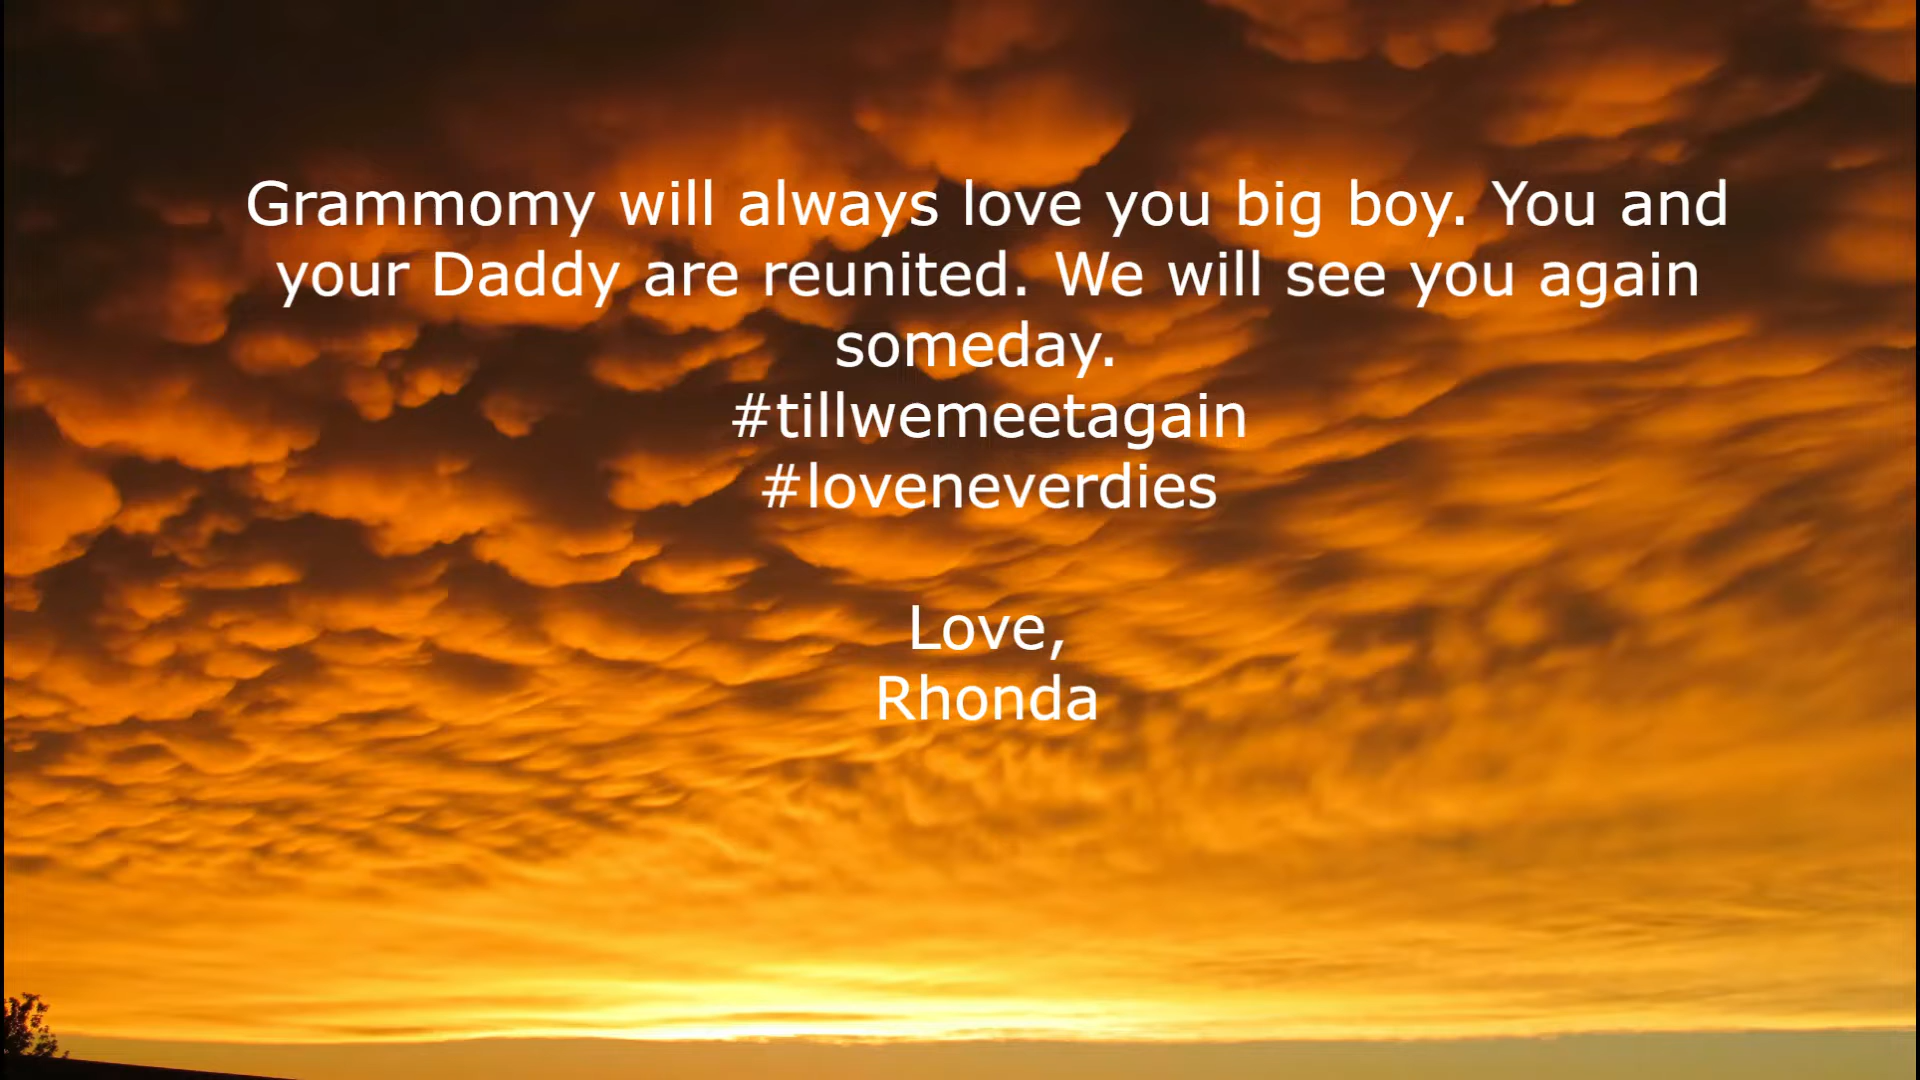 Grammomy will always love you big boy. You and
your Daddy are reunited. We will see you again
someday.
#tillwemeetagain
#loveneverdies
Love,
Rhonda